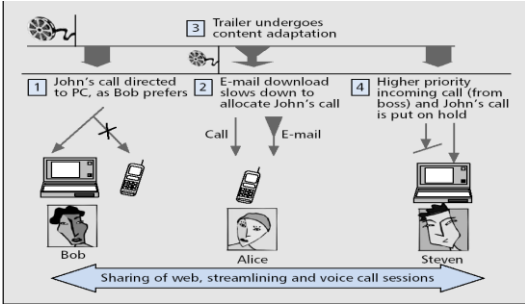 3 Trailer undergoes
content adaptation
1 John's call directed
to PC, as Bob prefers
2 E-mail download
slows down to
allocate John's call
4 Higher priority
incoming call (from
boss) and John's call
is put on hold
Call
E-mail
Bob
Alice
Steven
Sharing of web, streamlining and voice call sessions